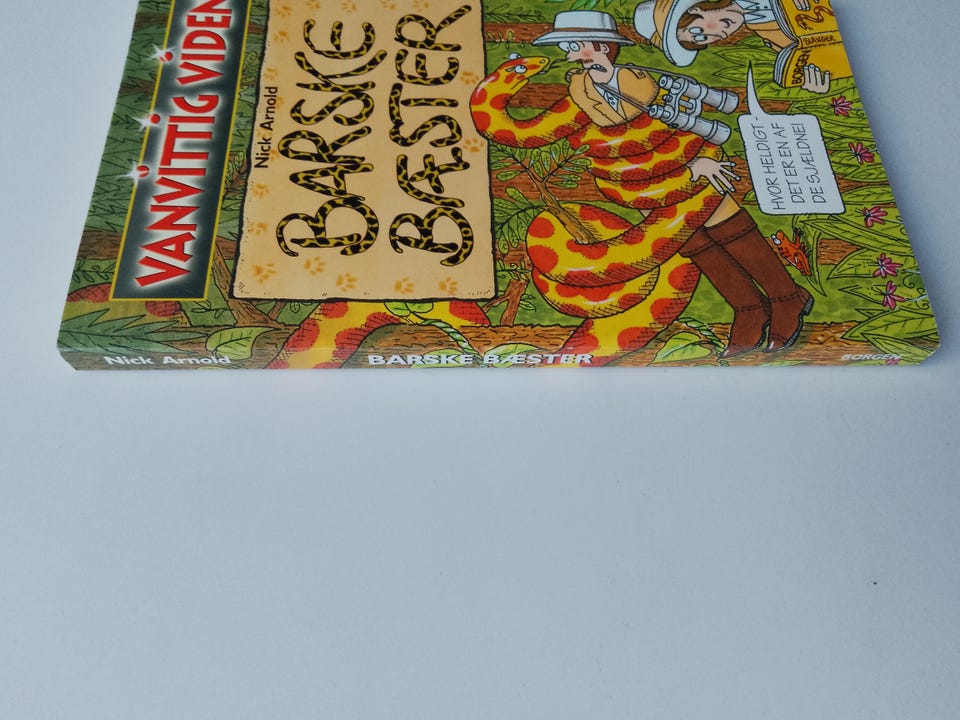 VANVITTIG VIDEN
Nick Arnold
BARSKE
BÆSTER
HVOR HELDIGT -
DET ER EN AF
DE SJÆLDNE!
BORGEN
Nick Arnold
BARSKE BÆSTER
BORGEN